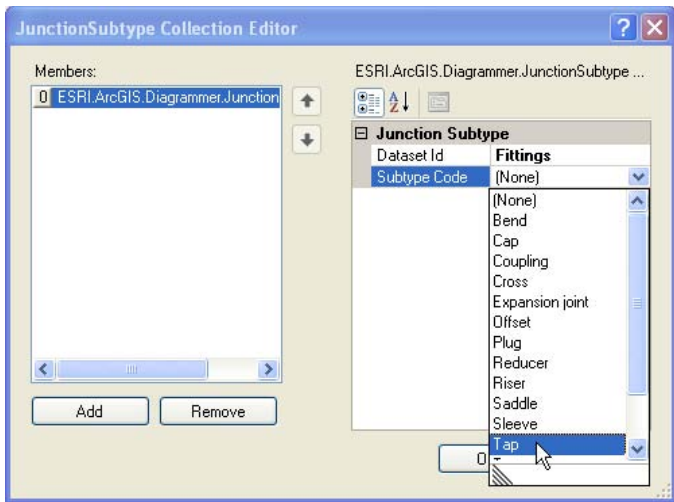 JunctionSubtype Collection Editor
Members:
0 ESRI.ArcGIS.Diagrammer.Junction
Add Remove
ESRI.ArcGIS.Diagrammer.JunctionSubtype ...
Junction Subtype
Dataset Id Fittings
Subtype Code (None)
(None)
Bend
Cap
Coupling
Cross
Expansion joint
Offset
Plug
Reducer
Riser
Saddle
Sleeve
Tap